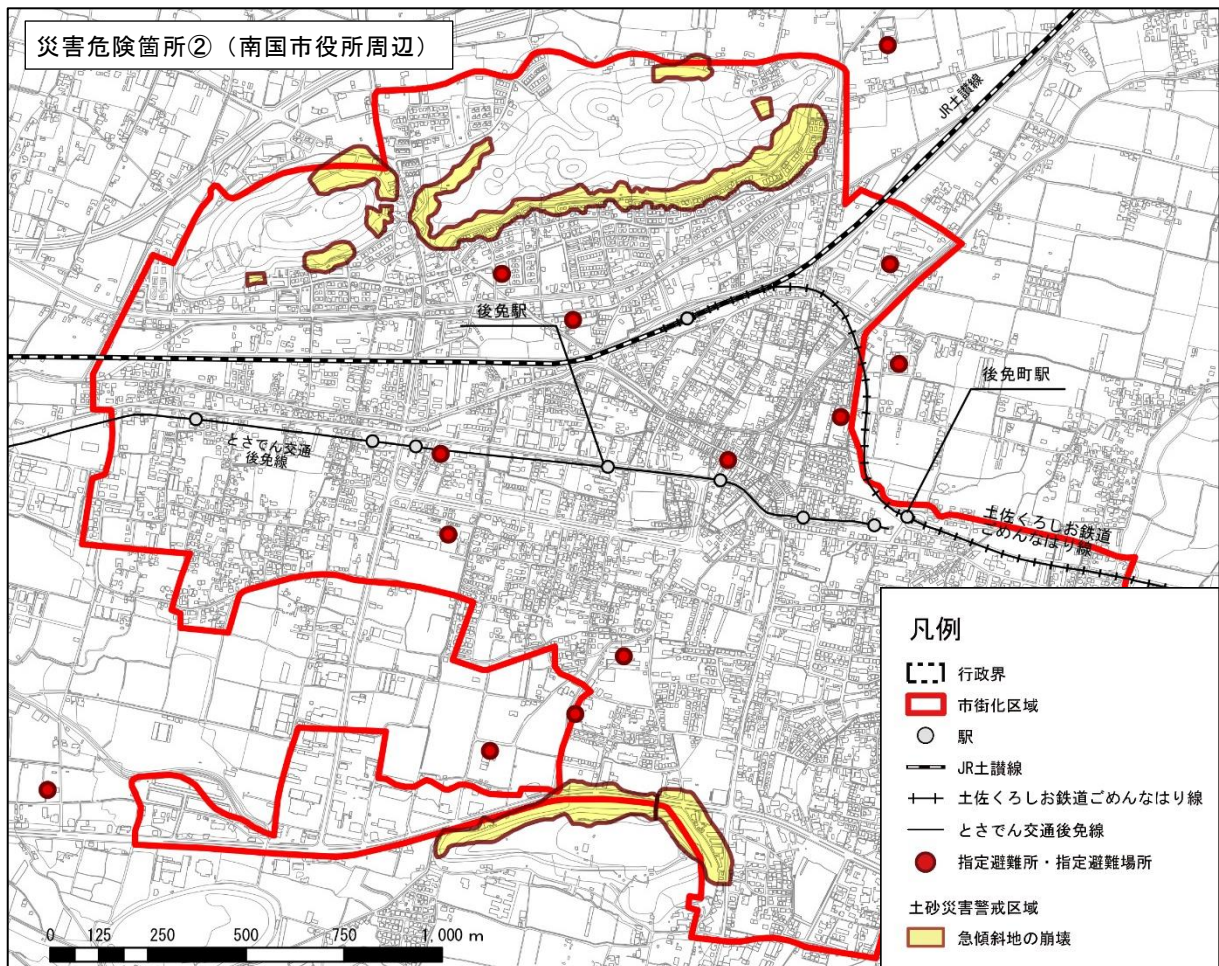 災害危険箇所②（南国市役所周辺）
JR土讃線
後免駅
後免町駅
とさでん交通
後免線
土佐くろしお鉄道
ごめんなはり線
凡例
行政界
市街化区域
駅
JR土讃線
土佐くろしお鉄道ごめんなはり線
とさでん交通後免線
指定避難所・指定避難場所
土砂災害警戒区域
急傾斜地の崩壊
0 125 250 500 750 1,000 m